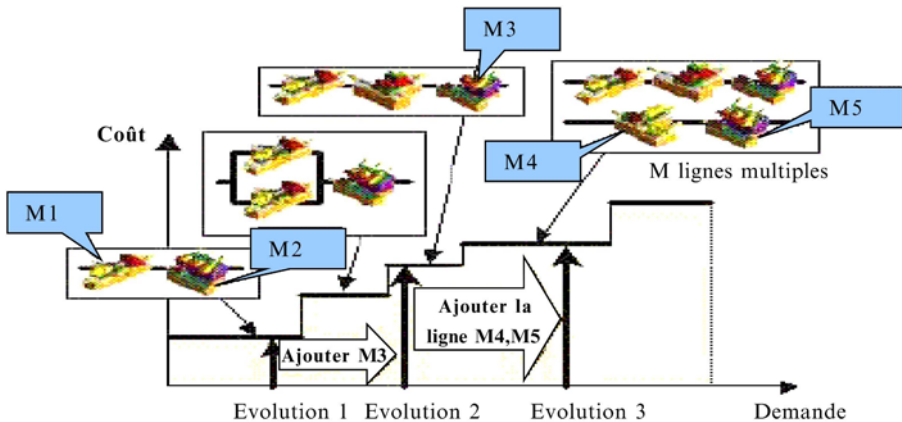 M3
M5
M4
M lignes multiples
Coût
M1
M2
Ajouter M3
Ajouter la
ligne M4,M5
Evolution 1
Evolution 2
Evolution 3
Demande